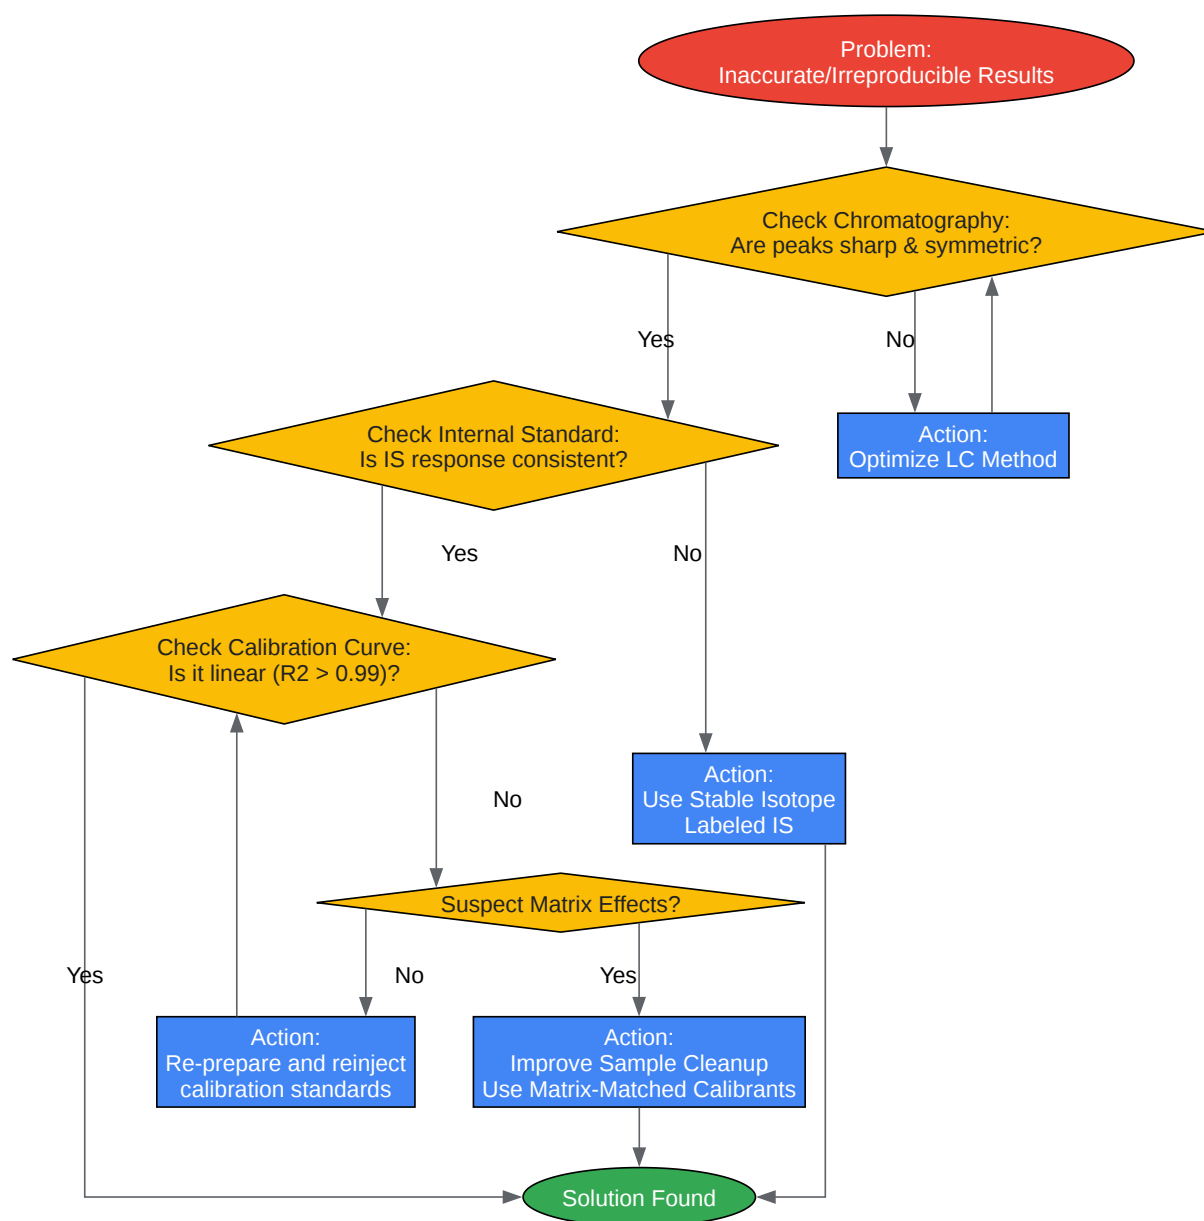 Problem:
Inaccurate/Irreproducible Results
Check Chromatography:
Are peaks sharp & symmetric?
Yes
No
Action:
Optimize LC Method
Check Internal Standard:
Is IS response consistent?
Yes
No
Check Calibration Curve:
Is it linear (R2 > 0.99)?
Action:
Use Stable Isotope
Labeled IS
No
Suspect Matrix Effects?
Yes
No
Yes
Action:
Re-prepare and reinject
calibration standards
Action:
Improve Sample Cleanup
Use Matrix-Matched Calibrants
Solution Found